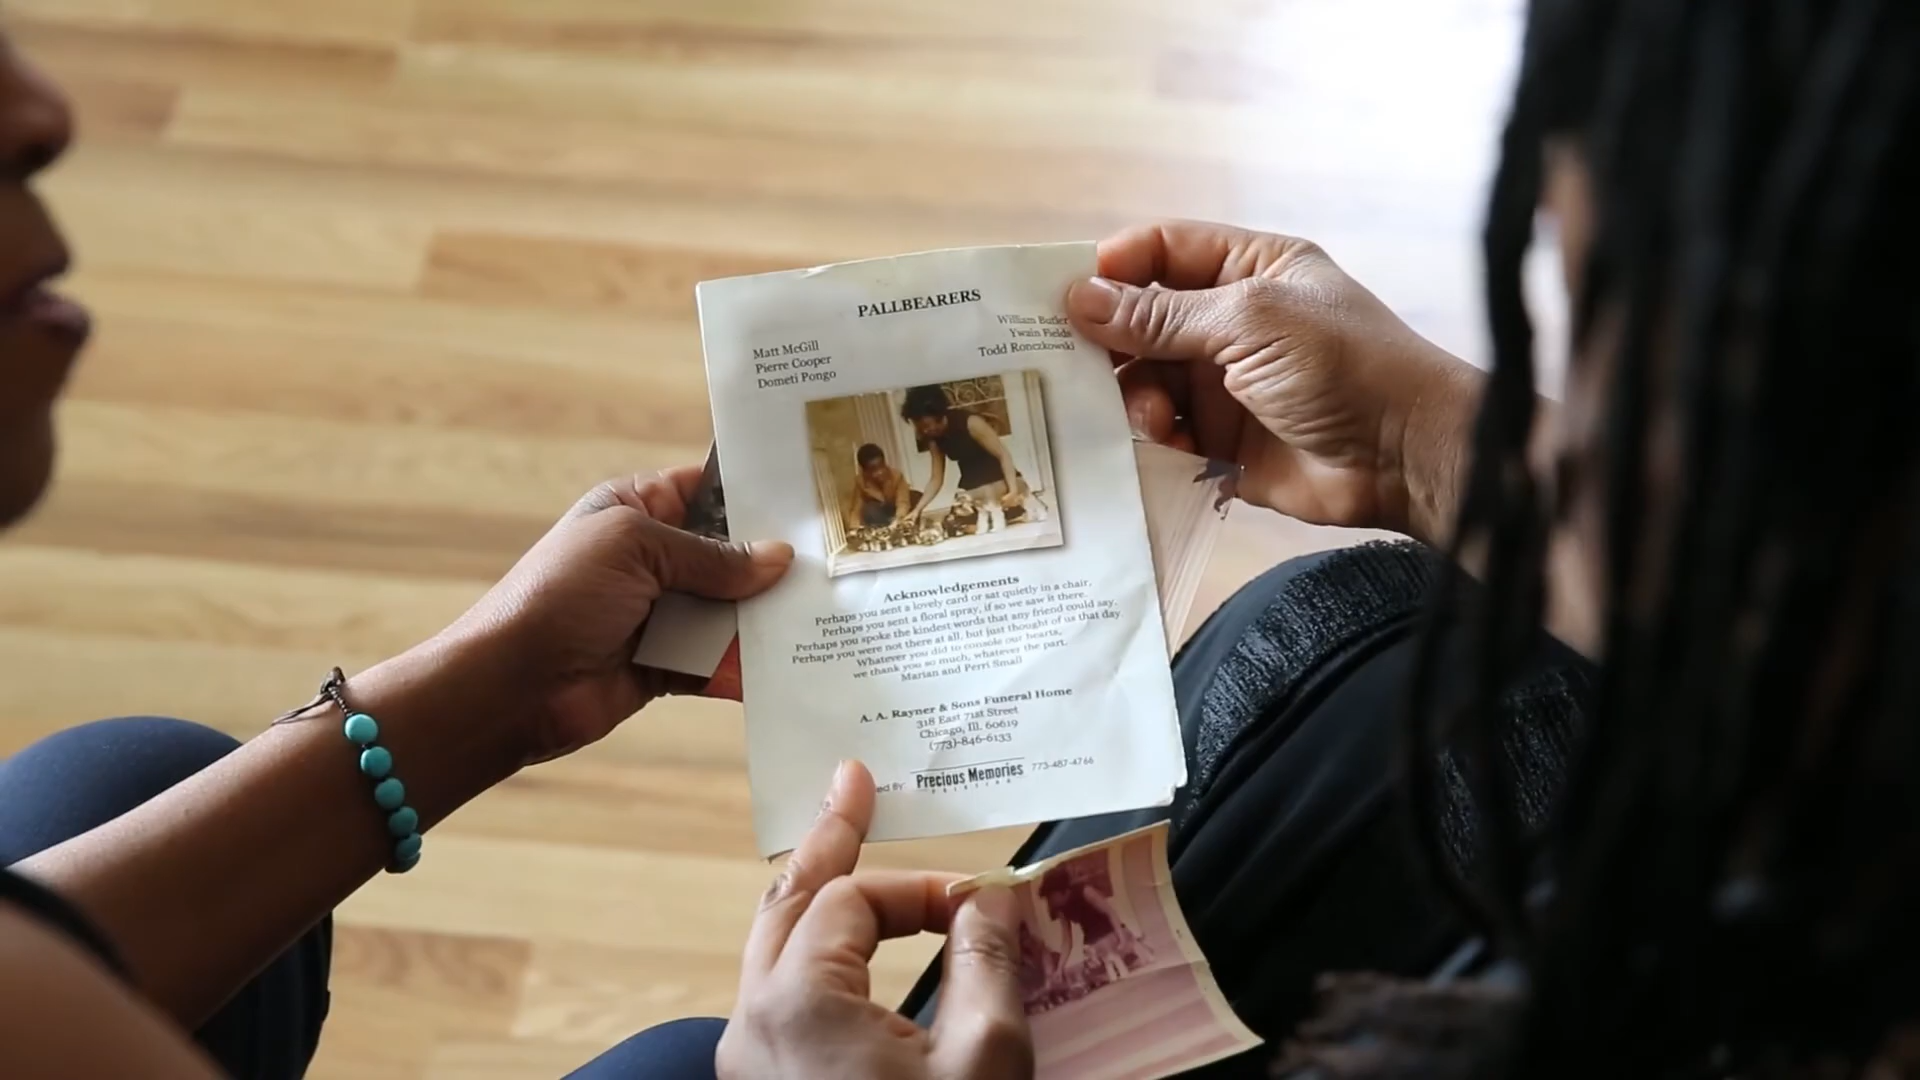 PALLBEARERS
Matt McGill
Pierre Cooper
Dometi Pongo
William Butler
Ywain Fields
Todd Ronczkowski
Acknowledgements
Perhaps you sent a lovely card or sat quietly in a chair,
Perhaps you sent a floral spray, if so we saw it there.
Perhaps you spoke the kindest words that any friend could say.
Perhaps you were not there at all, but just thought of us that day.
Whatever you did to console our hearts,
we thank you so much, whatever the part.
Marian and Perri Small
A. A. Rayner & Sons Funeral Home
318 East 71st Street
Chicago, Ill. 60619
(773)-846-6133
ed By: Precious Memories 773-487-4766
PRINTING